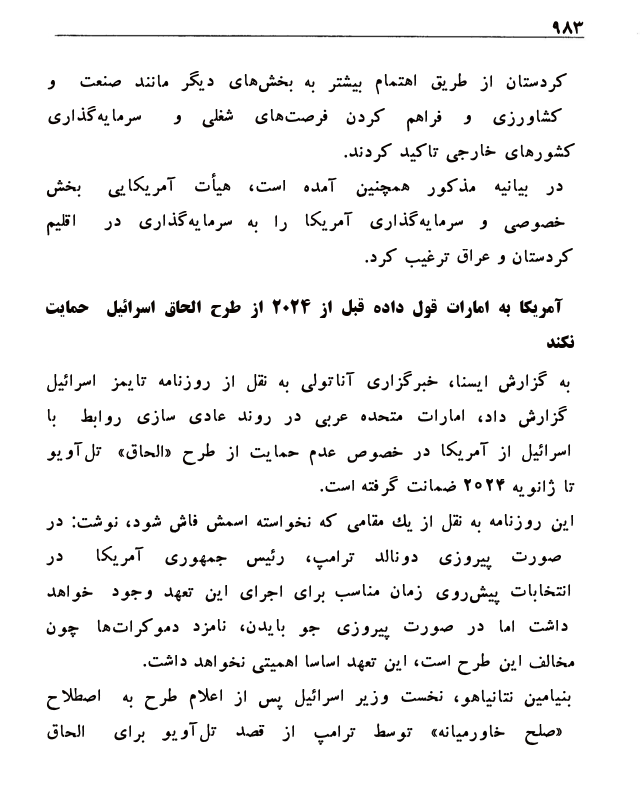 ۹۸۳
کردستان از طریق اهتمام بیشتر به بخش‌های دیگر مانند صنعت و
کشاورزی و فراهم کردن فرصت‌های شغلی و سرمایه‌گذاری
کشورهای خارجی تاکید کردند.
در بیانیه مذکور همچنین آمده است، هیأت آمریکایی بخش
خصوصی و سرمایه‌گذاری آمریکا را به سرمایه‌گذاری در اقلیم
کردستان و عراق ترغیب کرد.
آمریکا به امارات قول داده قبل از ۲۰۲۴ از طرح الحاق اسرائیل حمایت
نکند
به گزارش ایسنا، خبرگزاری آناتولی به نقل از روزنامه تایمز اسرائیل
گزارش داد، امارات متحده عربی در روند عادی سازی روابط با
اسرائیل از آمریکا در خصوص عدم حمایت از طرح «الحاق» تل‌آویو
تا ژانویه ۲۰۲۴ ضمانت گرفته است.
این روزنامه به نقل از یك مقامی که نخواسته اسمش فاش شود، نوشت: در
صورت پیروزی دونالد ترامپ، رئیس جمهوری آمریکا در
انتخابات پیش‌روی زمان مناسب برای اجرای این تعهد وجود خواهد
داشت اما در صورت پیروزی جو بایدن، نامزد دموکرات‌ها چون
مخالف این طرح است، این تعهد اساسا اهمیتی نخواهد داشت.
بنیامین نتانیاهو، نخست وزیر اسرائیل پس از اعلام طرح به اصطلاح
«صلح خاورمیانه» توسط ترامپ از قصد تل‌آویو برای الحاق